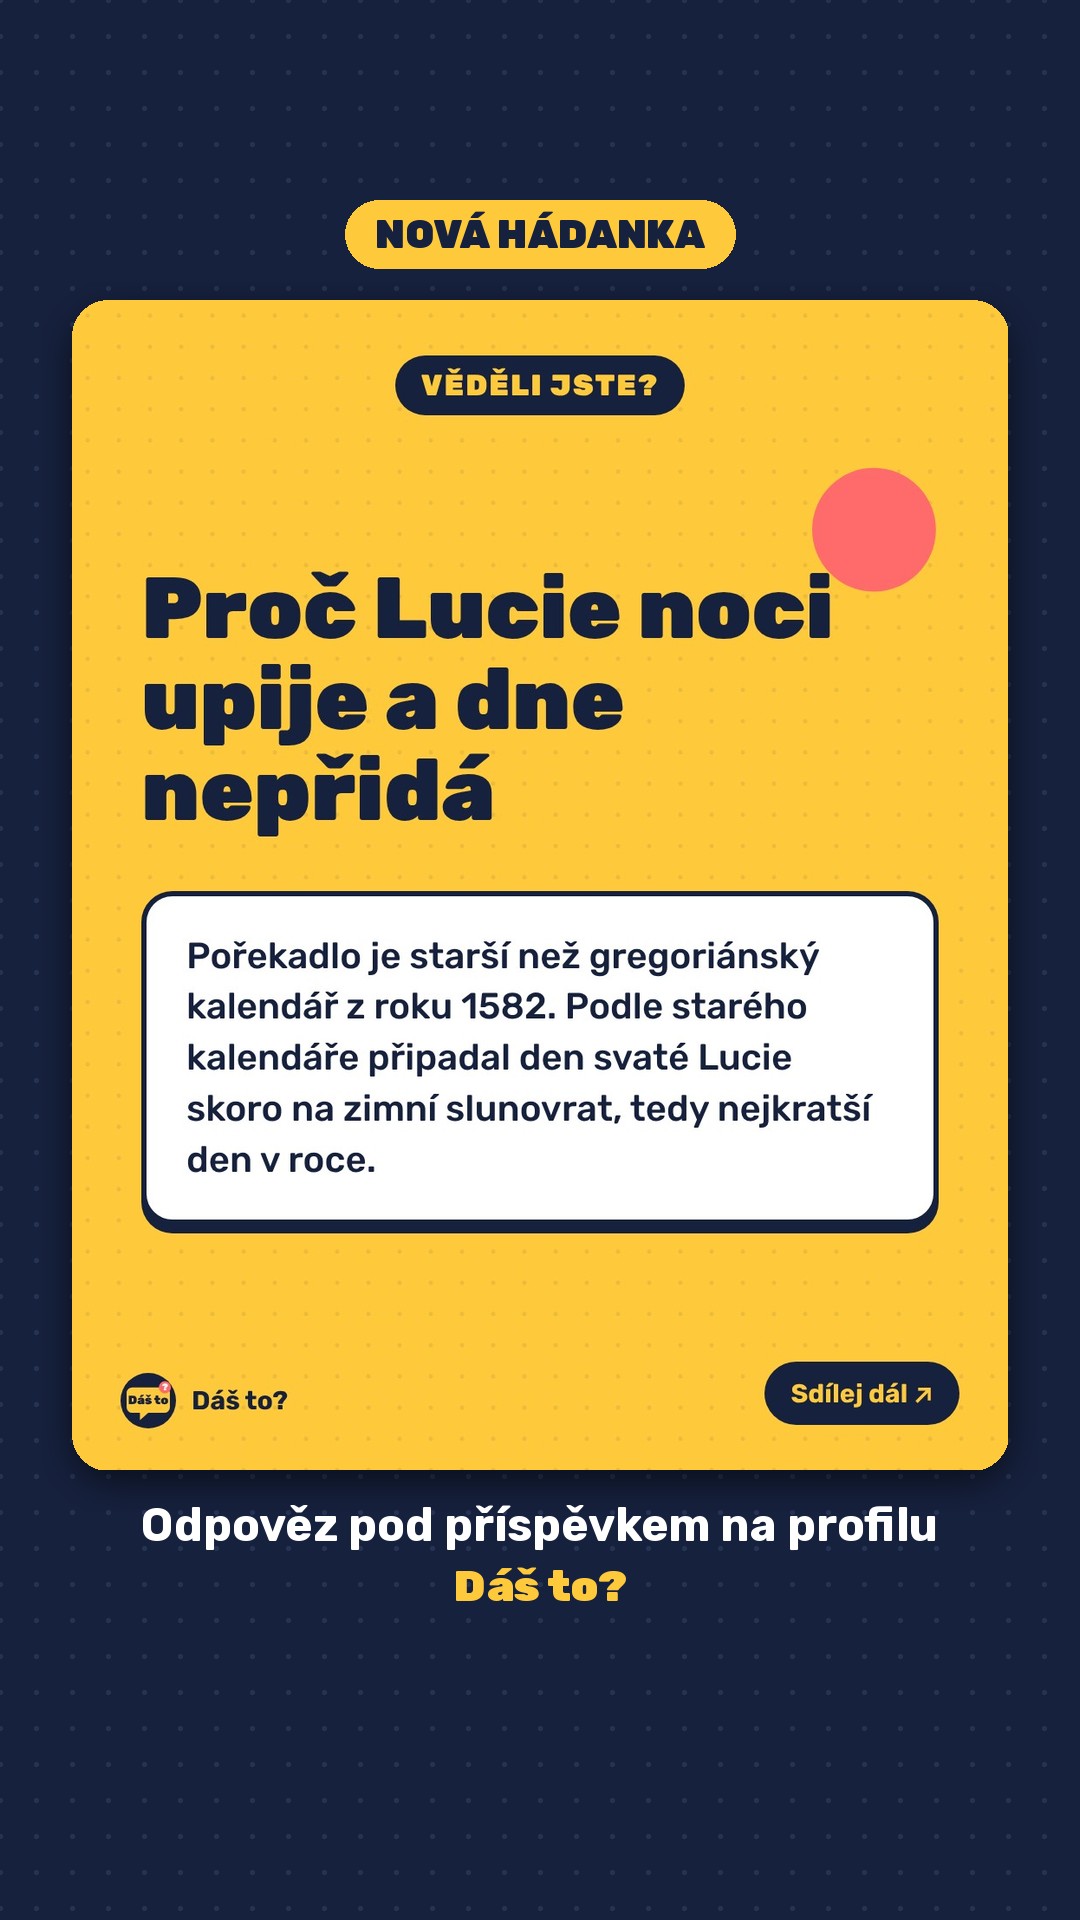 NOVÁ HÁDANKA
VĚDĚLI JSTE?
Proč Lucie noci
upije a dne
nepřidá
Pořekadlo je starší než gregoriánský
kalendář z roku 1582. Podle starého
kalendáře připadal den svaté Lucie
skoro na zimní slunovrat, tedy nejkratší
den v roce.
Dáš to ?
Dáš to?
Sdílej dál ↗
Odpověz pod příspěvkem na profilu
Dáš to?